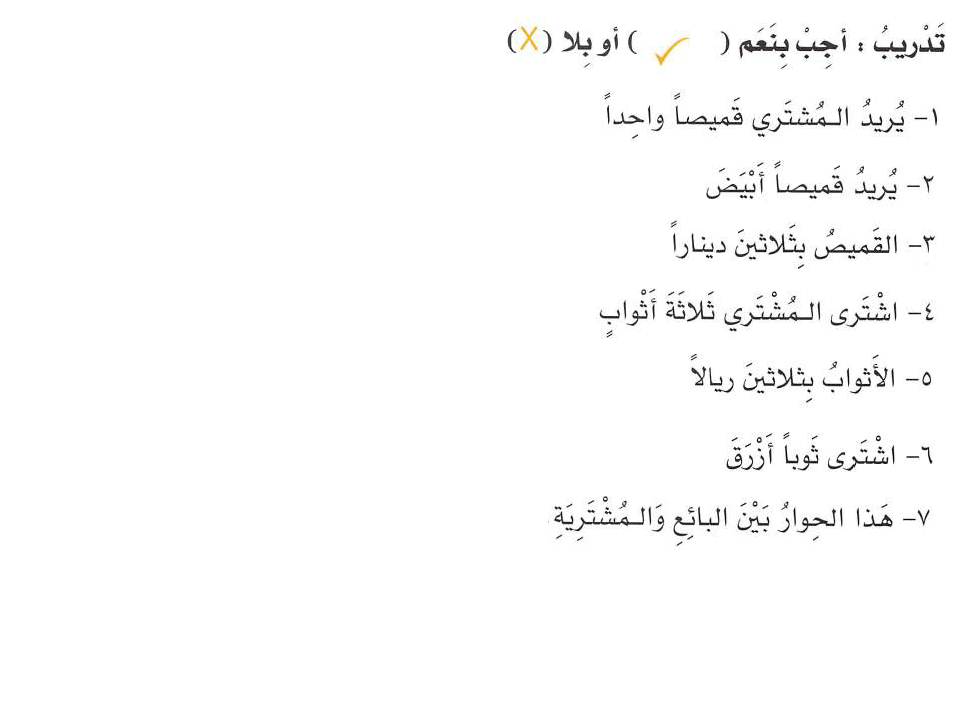 تَدْريبُ : أجِبْ بِنَعَم ( ✓ ) أو بِلا (X)
١- يُريدُ الـمُشتَري قَميصاً واحِداً
٢- يُريدُ قَميصاً أَبْيَضَ
٣- القَميصُ بِثَلاثينَ ديناراً
٤- اشْتَرى الـمُشْتَري ثَلاثَةَ أَثْوابٍ
٥- الأَثوابُ بِثلاثينَ ريالاً
٦- اشْتَرى ثَوباً أَزْرَقَ
٧- هَذا الحِوارُ بَيْنَ البائِعِ وَالـمُشْتَرِيَةِ